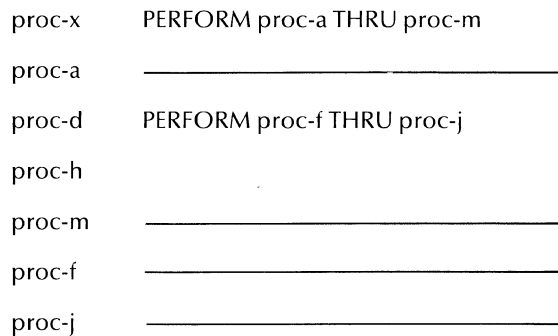 proc-x PERFORM proc-a THRU proc-m
proc-a
proc-d PERFORM proc-f THRU proc-j
proc-h
proc-m
proc-f
proc-j